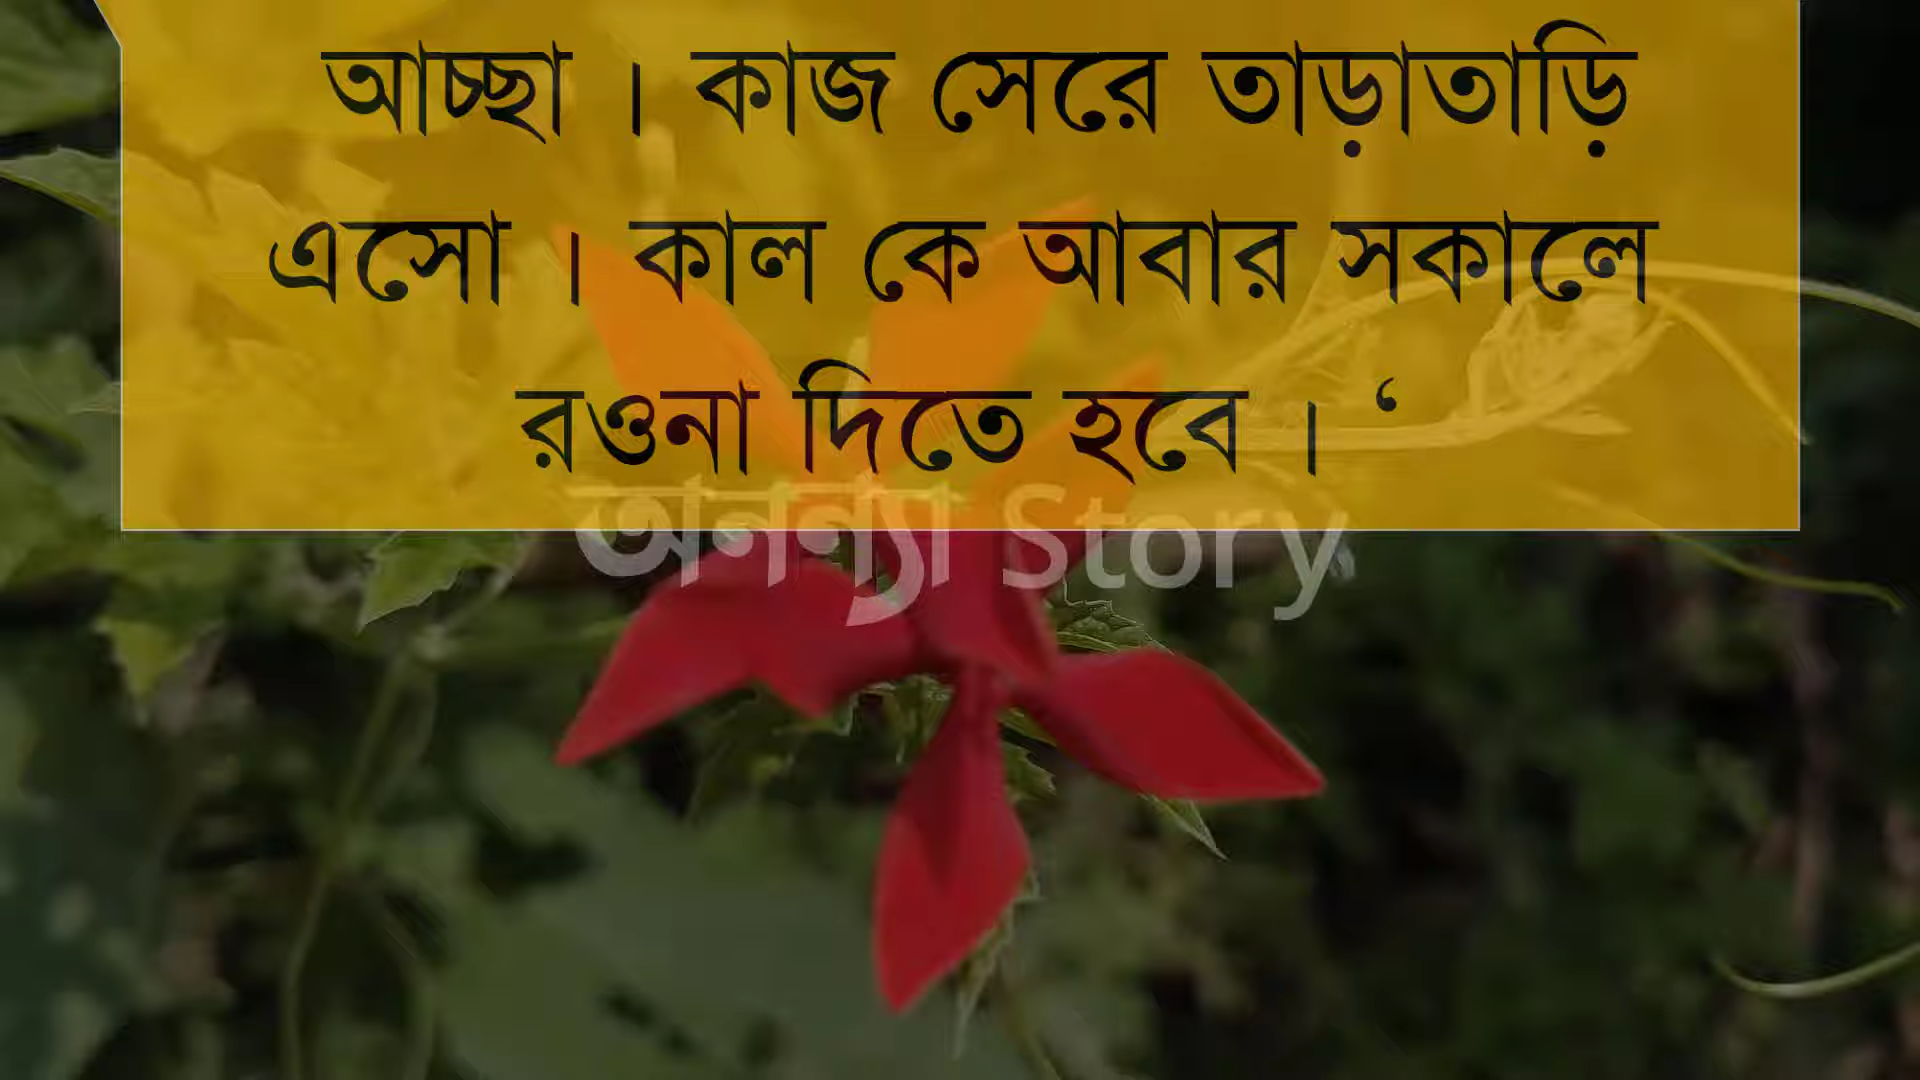 আচ্ছা । কাজ সেরে তাড়াতাড়ি
এসো । কাল কে আবার সকালে
রওনা দিতে হবে । ‘
অনন্যা Story